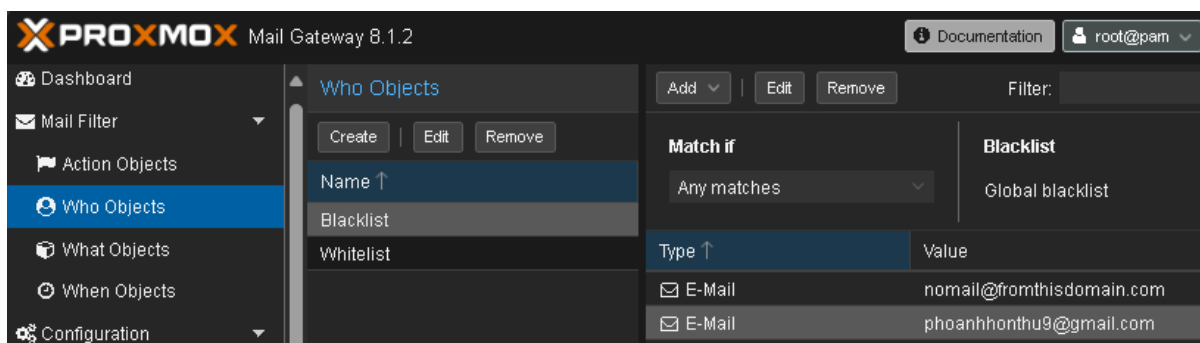 PROXMOX Mail Gateway 8.1.2
Documentation
root@pam
Dashboard
Mail Filter
Action Objects
Who Objects
What Objects
When Objects
Configuration
Who Objects
Create | Edit Remove
Name ↑
Blacklist
Whitelist
Add | Edit Remove Filter:
Match if
Any matches
Blacklist
Global blacklist
Type ↑ Value
E-Mail nomail@fromthisdomain.com
E-Mail phoanhhonthu9@gmail.com